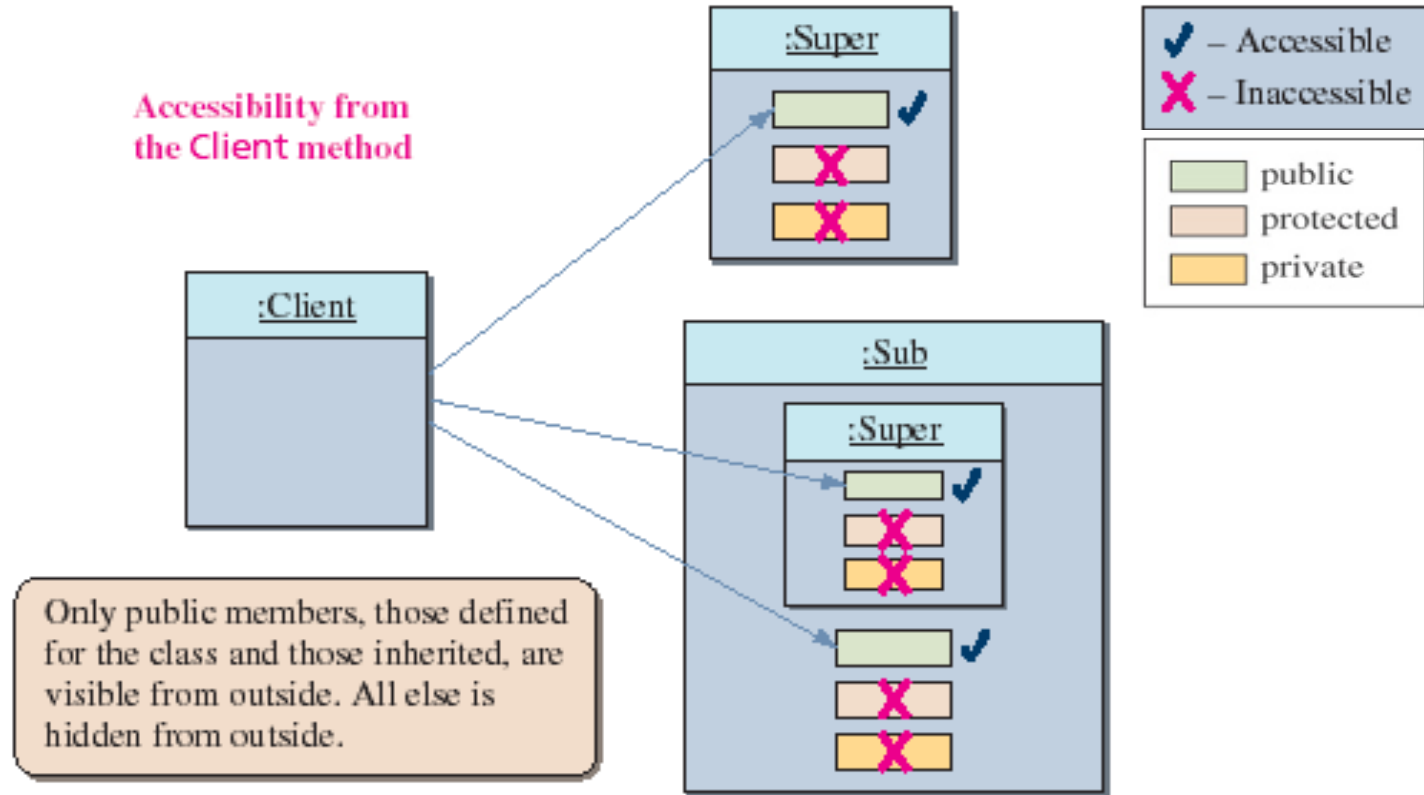 Accessibility from
the Client method
:Super
– Accessible
– Inaccessible
public
protected
private
:Client
:Sub
:Super
Only public members, those defined
for the class and those inherited, are
visible from outside. All else is
hidden from outside.